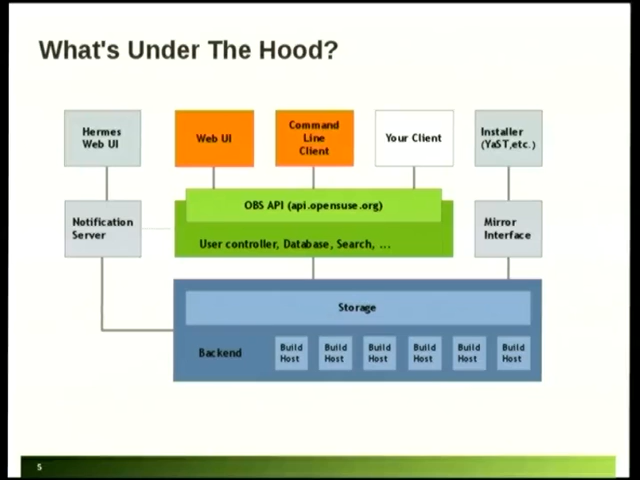 What's Under The Hood?
Hermes
Web UI
Web UI
Command
Line
Client
Your Client
Installer
(YaST,etc.)
OBS API (api.opensuse.org)
Notification
Server
User controller, Database, Search, ...
Mirror
Interface
Storage
Backend
Build
Host
Build
Host
Build
Host
Build
Host
Build
Host
Build
Host
5